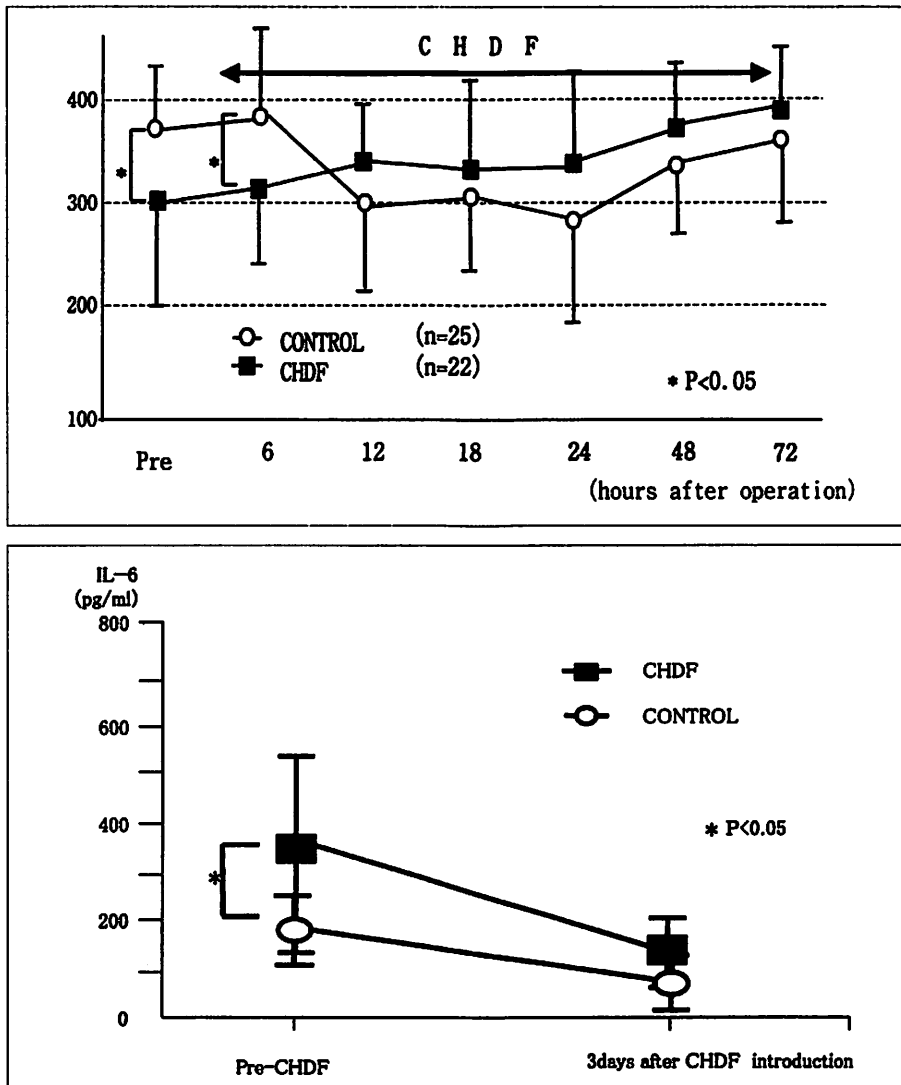 C H D F
400
*
*
300
200
CONTROL (n=25)
CHDF (n=22)
* P<0.05
100
Pre 6 12 18 24 48 72
(hours after operation)
IL-6
(pg/ml)
800
CHDF
600
CONTROL
400
* P<0.05
*
200
0
Pre-CHDF 3days after CHDF introduction